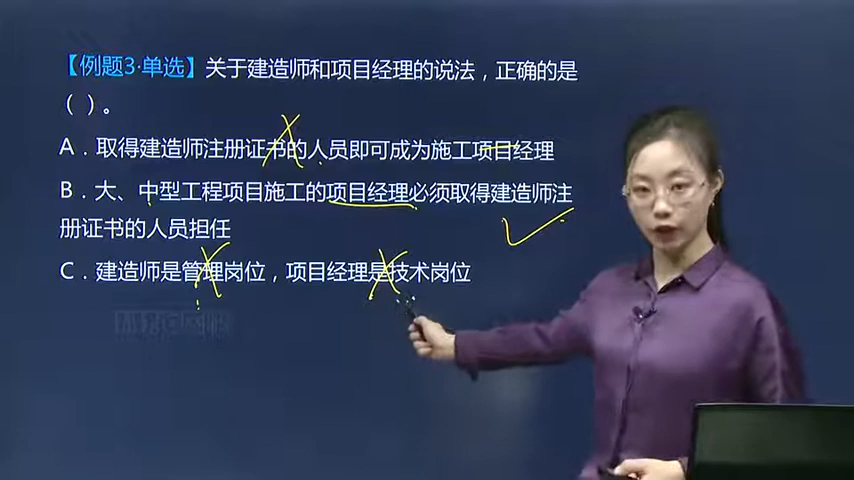 【例题3·单选】关于建造师和项目经理的说法，正确的是
（ ）。
A．取得建造师注册证书的人员即可成为施工项目经理
B．大、中型工程项目施工的项目经理必须取得建造师注
册证书的人员担任
C．建造师是管理岗位，项目经理是技术岗位